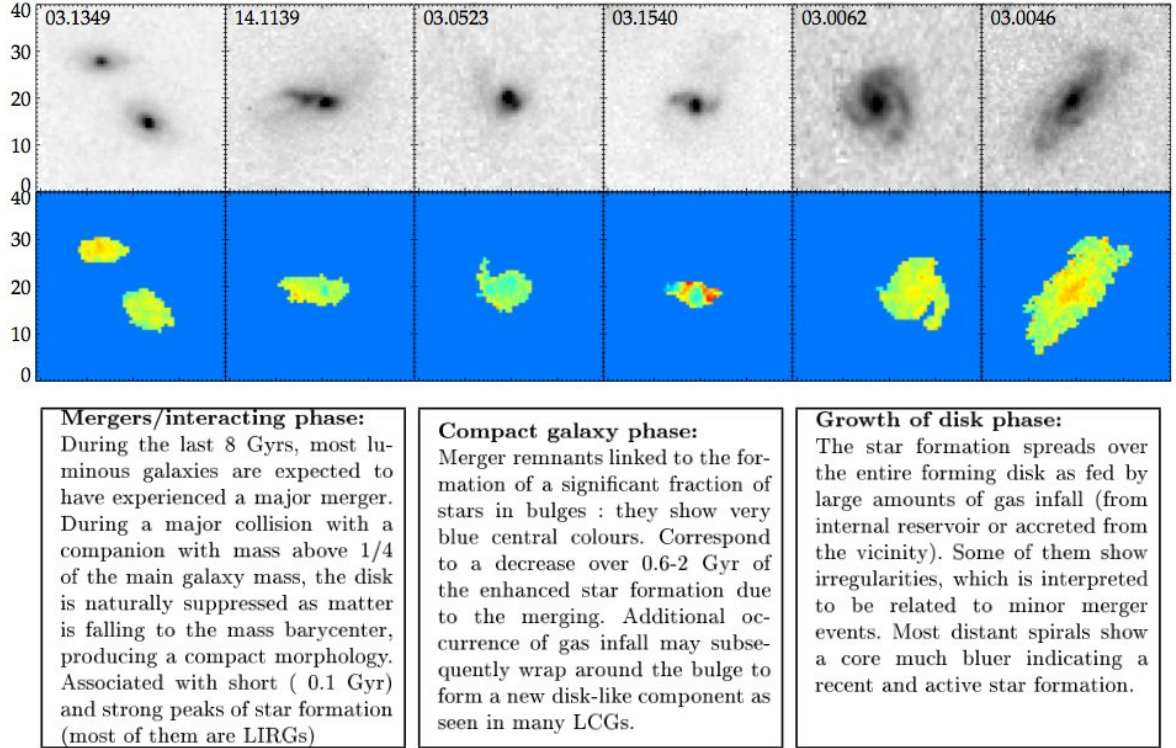 40
03.1349
14.1139
03.0523
03.1540
03.0062
03.0046
30
20
10
0
40
30
20
10
0
Mergers/interacting phase:
During the last 8 Gyrs, most lu-
minous galaxies are expected to
have experienced a major merger.
During a major collision with a
companion with mass above 1/4
of the main galaxy mass, the disk
is naturally suppressed as matter
is falling to the mass barycenter,
producing a compact morphology.
Associated with short ( 0.1 Gyr)
and strong peaks of star formation
(most of them are LIRGs)
Compact galaxy phase:
Merger remnants linked to the for-
mation of a significant fraction of
stars in bulges : they show very
blue central colours. Correspond
to a decrease over 0.6-2 Gyr of
the enhanced star formation due
to the merging. Additional oc-
currence of gas infall may subse-
quently wrap around the bulge to
form a new disk-like component as
seen in many LCGs.
Growth of disk phase:
The star formation spreads over
the entire forming disk as fed by
large amounts of gas infall (from
internal reservoir or accreted from
the vicinity). Some of them show
irregularities, which is interpreted
to be related to minor merger
events. Most distant spirals show
a core much bluer indicating a
recent and active star formation.